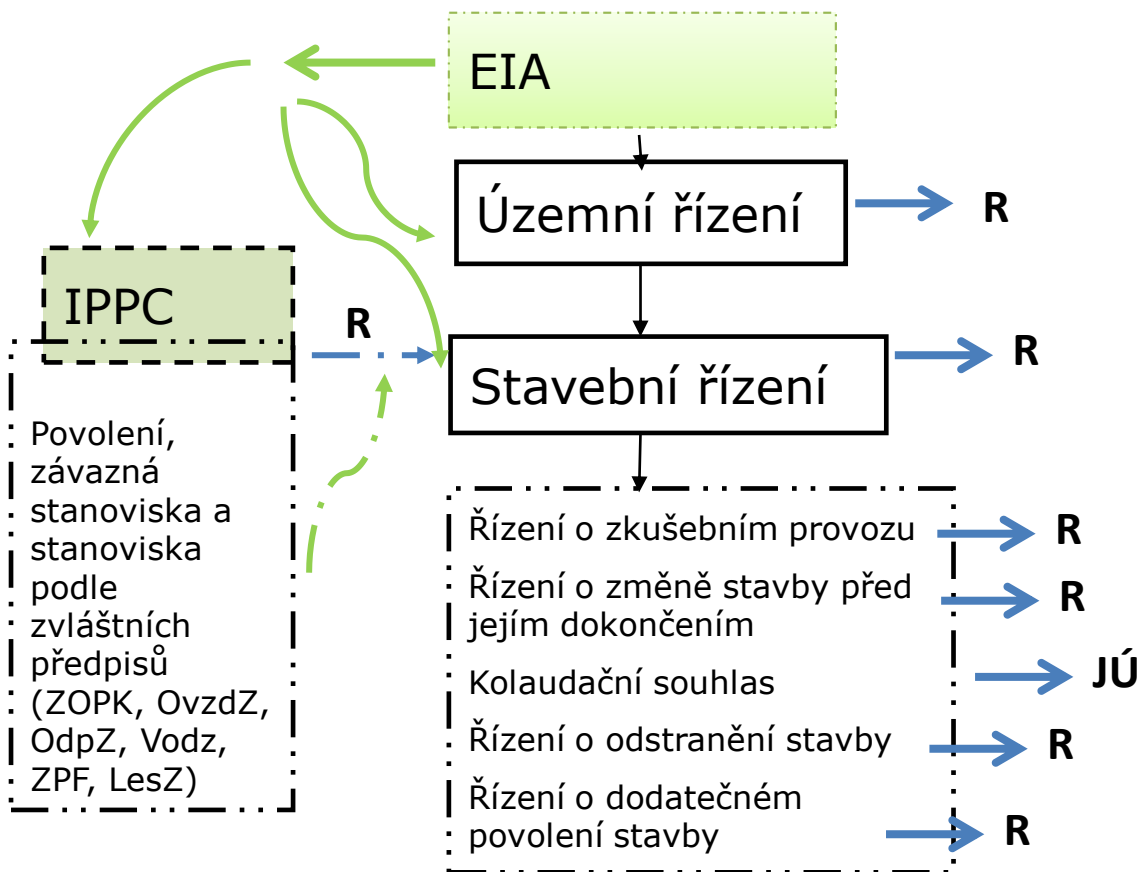 EIA
Územní řízení
R
IPPC
R
Stavební řízení
R
Povolení,
závazná
stanoviska a
stanoviska
podle
zvláštních
předpisů
(ZOPK, OvzdZ,
OdpZ, Vodz,
ZPF, LesZ)
Řízení o zkušebním provozu
R
Řízení o změně stavby před
jejím dokončením
R
Kolaudační souhlas
JÚ
Řízení o odstranění stavby
R
Řízení o dodatečném
povolení stavby
R